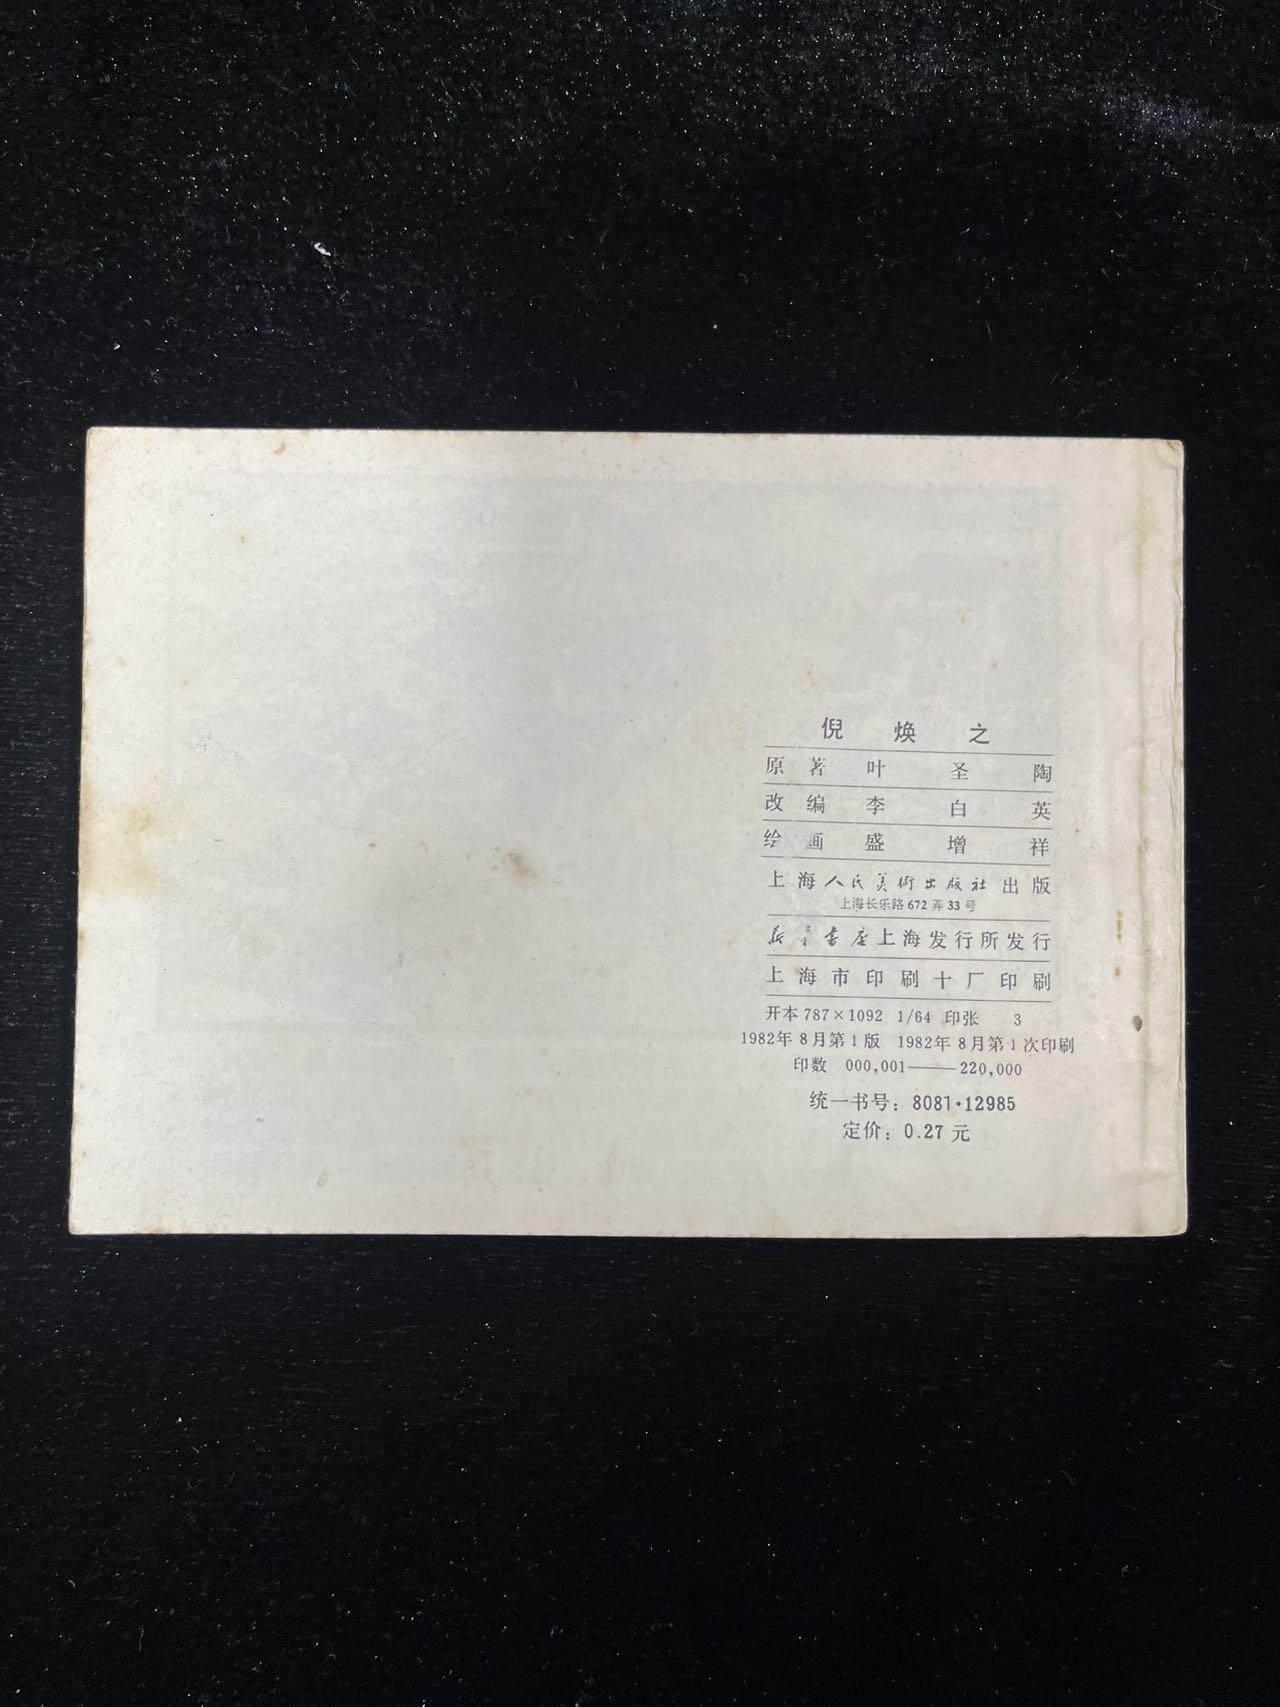 倪焕之
原著 叶圣陶
改编 李白英
绘画 盛增祥
上海人民美術出版社出版
上海长乐路672弄33号
新华书店上海发行所发行
上海市印刷十厂印刷
开本 787×1092 1/64 印张 3
1982年8月第1版 1982年8月第1次印刷
印数 000,001——220,000
统一书号：8081·12985
定价：0.27元